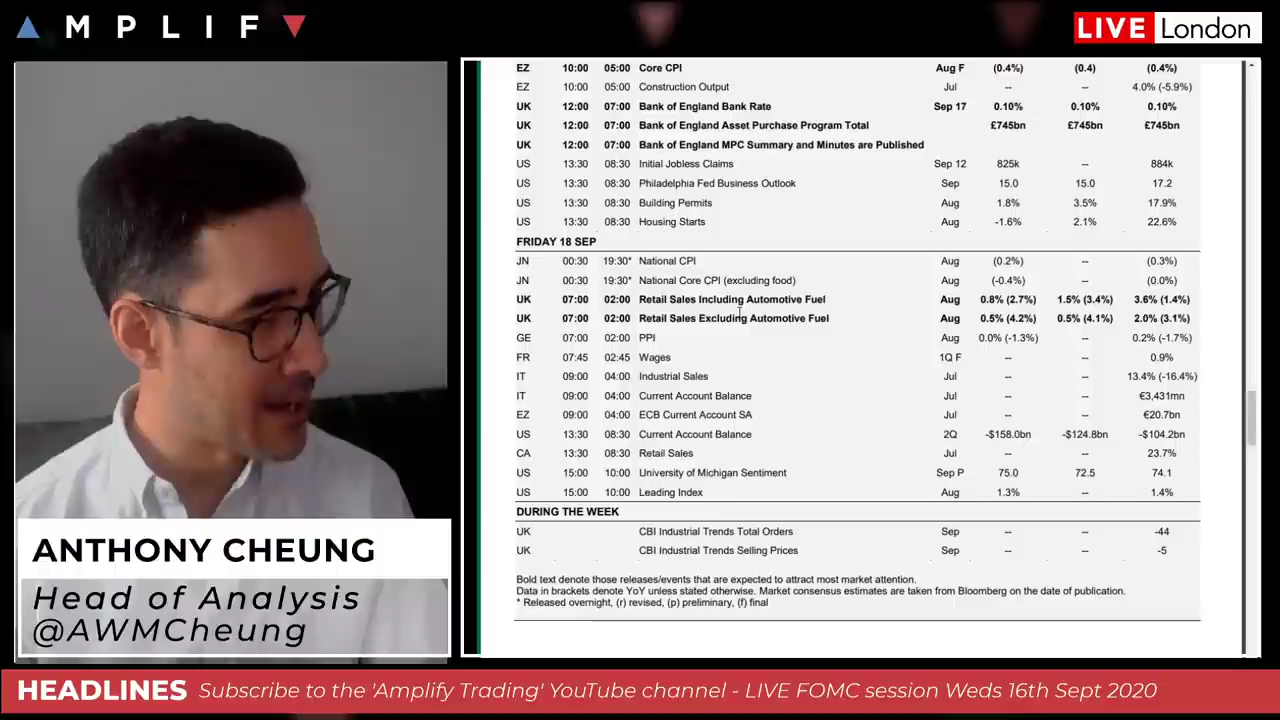 AMPLIFY
LIVE London
EZ 10:00 05:00 Core CPI Aug F (0.4%) (0.4) (0.4%)
EZ 10:00 05:00 Construction Output Jul -- -- 4.0% (-5.9%)
UK 12:00 07:00 Bank of England Bank Rate Sep 17 0.10% 0.10% 0.10%
UK 12:00 07:00 Bank of England Asset Purchase Program Total £745bn £745bn £745bn
UK 12:00 07:00 Bank of England MPC Summary and Minutes are Published
US 13:30 08:30 Initial Jobless Claims Sep 12 825k -- 884k
US 13:30 08:30 Philadelphia Fed Business Outlook Sep 15.0 15.0 17.2
US 13:30 08:30 Building Permits Aug 1.8% 3.5% 17.9%
US 13:30 08:30 Housing Starts Aug -1.6% 2.1% 22.6%
FRIDAY 18 SEP
JN 00:30 19:30* National CPI Aug (0.2%) -- (0.3%)
JN 00:30 19:30* National Core CPI (excluding food) Aug (-0.4%) (0.0%)
UK 07:00 02:00 Retail Sales Including Automotive Fuel Aug 0.8% (2.7%) 1.5% (3.4%) 3.6% (1.4%)
UK 07:00 02:00 Retail Sales Excluding Automotive Fuel Aug 0.5% (4.2%) 0.5% (4.1%) 2.0% (3.1%)
GE 07:00 02:00 PPI Aug 0.0% (-1.3%) -- 0.2% (-1.7%)
FR 07:45 02:45 Wages 1Q F -- -- 0.9%
IT 09:00 04:00 Industrial Sales Jul -- -- 13.4% (-16.4%)
IT 09:00 04:00 Current Account Balance Jul -- -- €3,431mn
EZ 09:00 04:00 ECB Current Account SA Jul -- -- €20.7bn
US 13:30 08:30 Current Account Balance 2Q -$158.0bn -$124.8bn -$104.2bn
CA 13:30 08:30 Retail Sales Jul -- -- 23.7%
US 15:00 10:00 University of Michigan Sentiment Sep P 75.0 72.5 74.1
US 15:00 10:00 Leading Index Aug 1.3% -- 1.4%
DURING THE WEEK
UK CBI Industrial Trends Total Orders Sep -- -- -44
UK CBI Industrial Trends Selling Prices Sep -- -- -5
Bold text denote those releases/events that are expected to attract most market attention.
Data in brackets denote YoY unless stated otherwise. Market consensus estimates are taken from Bloomberg on the date of publication.
* Released overnight, (r) revised, (p) preliminary, (f) final
ANTHONY CHEUNG
Head of Analysis
@AWMCheung
HEADLINES Subscribe to the 'Amplify Trading' YouTube channel - LIVE FOMC session Weds 16th Sept 2020